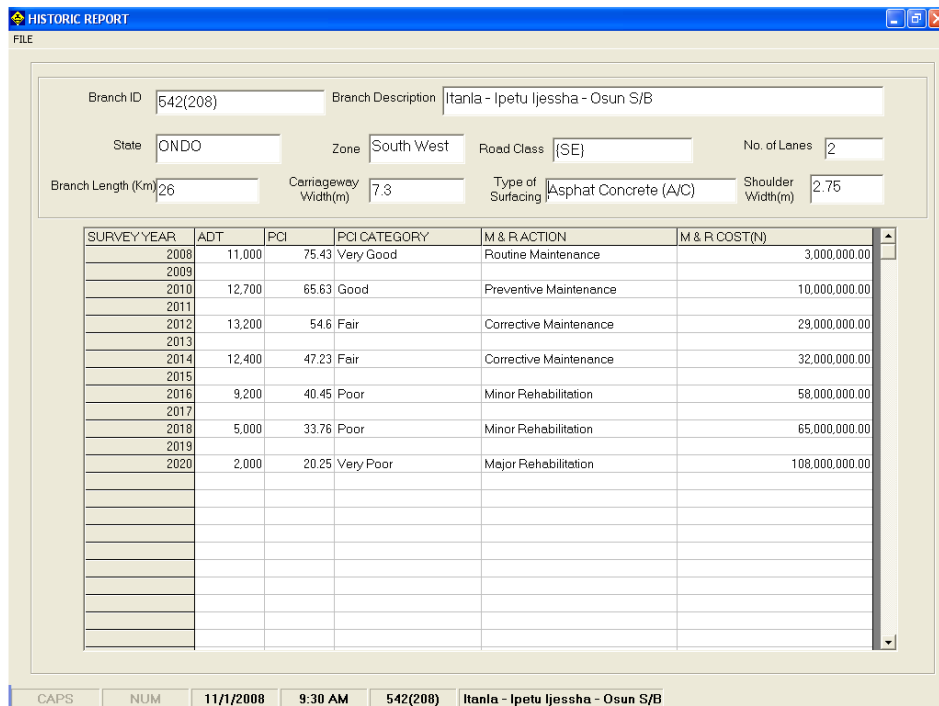 HISTORIC REPORT
FILE
Branch ID 542(208) Branch Description Itanla - Ipetu Ijessha - Osun S/B
State ONDO Zone South West Road Class {SE} No. of Lanes 2
Branch Length (Km) 26 Carriageway Width(m) 7.3 Type of Surfacing Asphat Concrete (A/C) Shoulder Width(m) 2.75
SURVEY YEAR ADT PCI PCI CATEGORY M & R ACTION M & R COST(N)
2008 11,000 75.43 Very Good Routine Maintenance 3,000,000.00
2009
2010 12,700 65.63 Good Preventive Maintenance 10,000,000.00
2011
2012 13,200 54.6 Fair Corrective Maintenance 29,000,000.00
2013
2014 12,400 47.23 Fair Corrective Maintenance 32,000,000.00
2015
2016 9,200 40.45 Poor Minor Rehabilitation 58,000,000.00
2017
2018 5,000 33.76 Poor Minor Rehabilitation 65,000,000.00
2019
2020 2,000 20.25 Very Poor Major Rehabilitation 108,000,000.00
CAPS NUM 11/1/2008 9:30 AM 542(208) Itanla - Ipetu Ijessha - Osun S/B